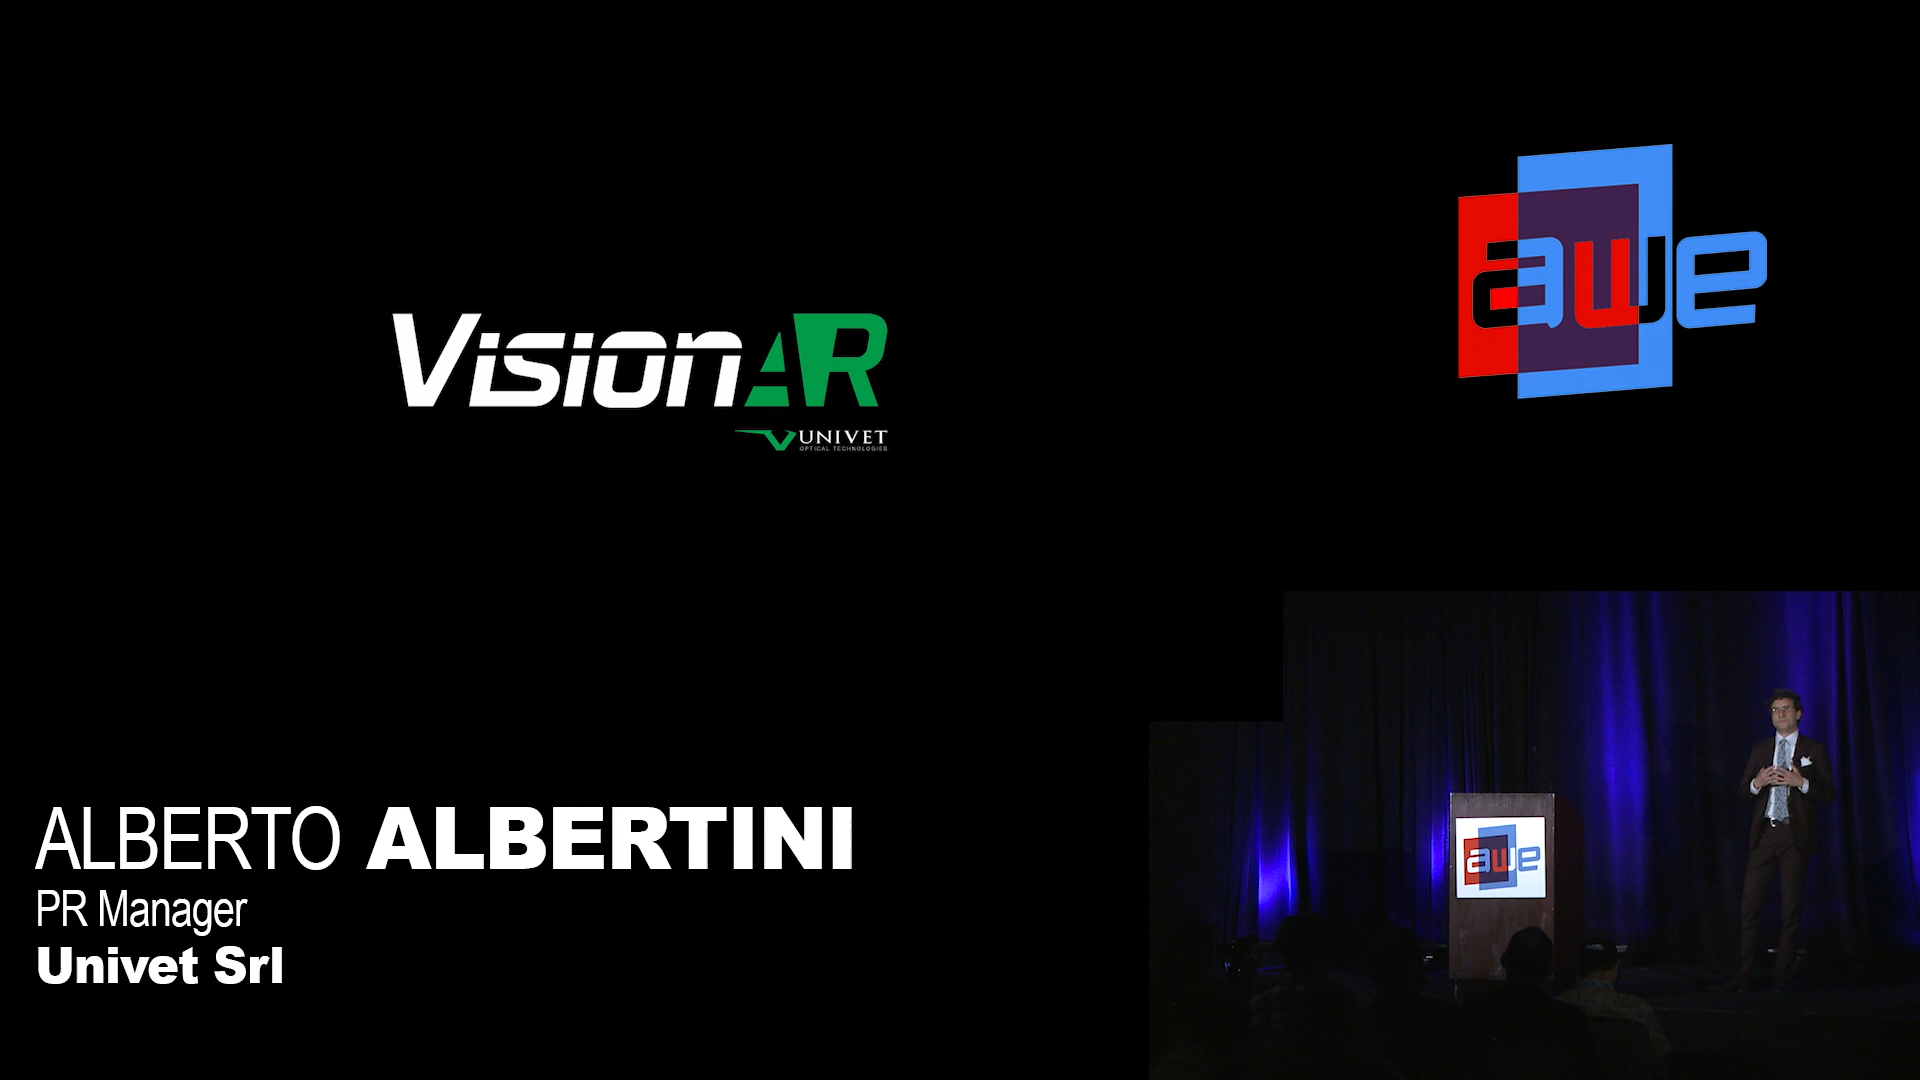 VisionAR
UNIVET
OPTICAL TECHNOLOGIES
awe
ALBERTO ALBERTINI
PR Manager
Univet Srl
awe